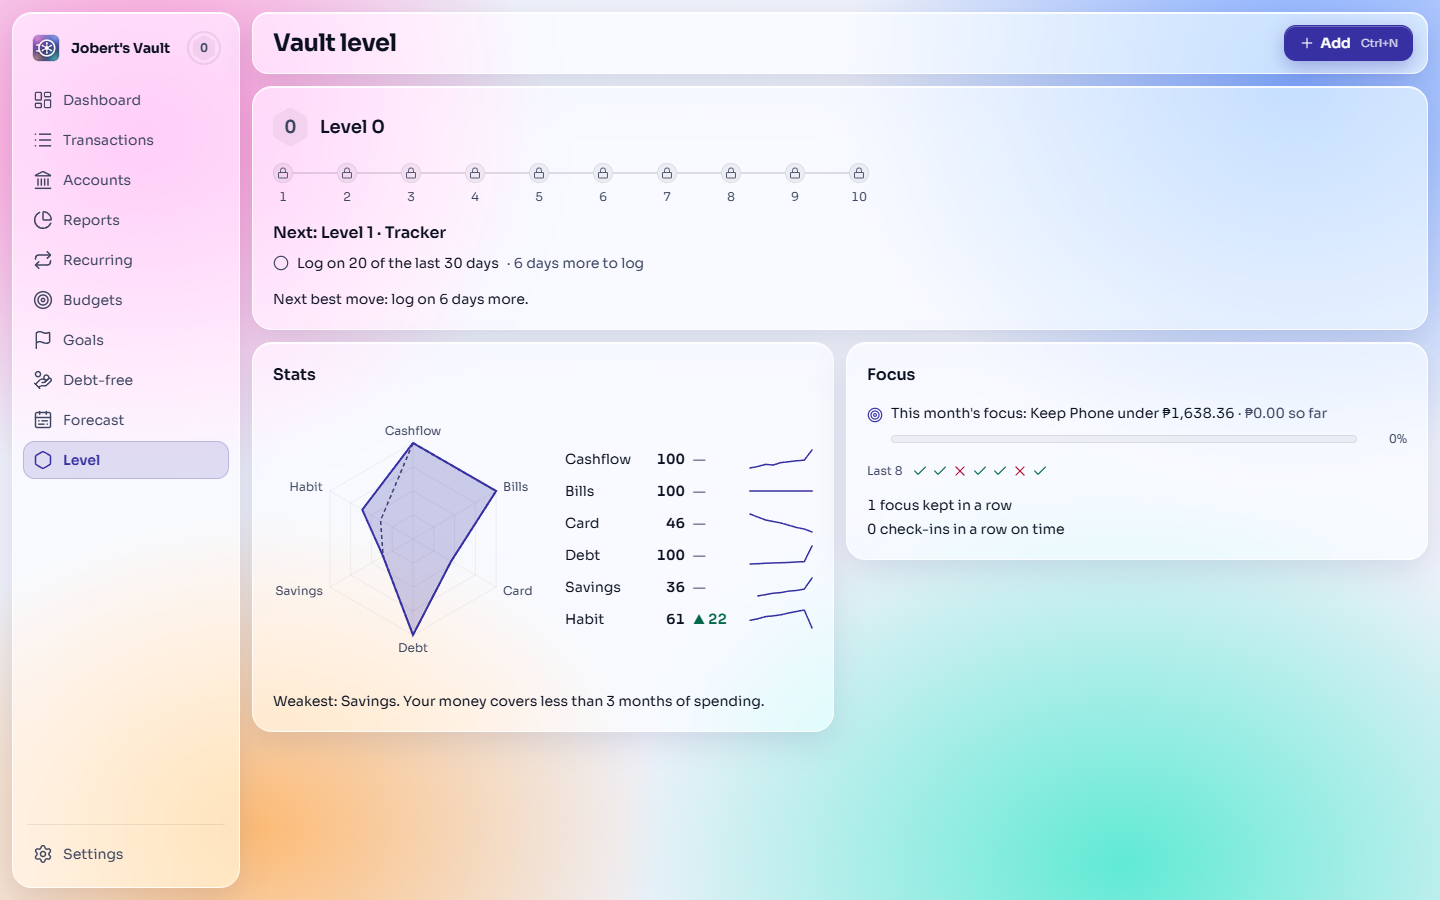 Jobert's Vault 0
Dashboard
Transactions
Accounts
Reports
Recurring
Budgets
Goals
Debt-free
Forecast
Level
Settings
Vault level
Add Ctrl+N
0 Level 0
1 2 3 4 5 6 7 8 9 10
Next: Level 1 · Tracker
Log on 20 of the last 30 days · 6 days more to log
Next best move: log on 6 days more.
Stats
Cashflow
Habit
Bills
Savings
Card
Debt
Cashflow 100 —
Bills 100 —
Card 46 —
Debt 100 —
Savings 36 —
Habit 61 ▲ 22
Weakest: Savings. Your money covers less than 3 months of spending.
Focus
This month's focus: Keep Phone under ₱1,638.36 · ₱0.00 so far
0%
Last 8
1 focus kept in a row
0 check-ins in a row on time